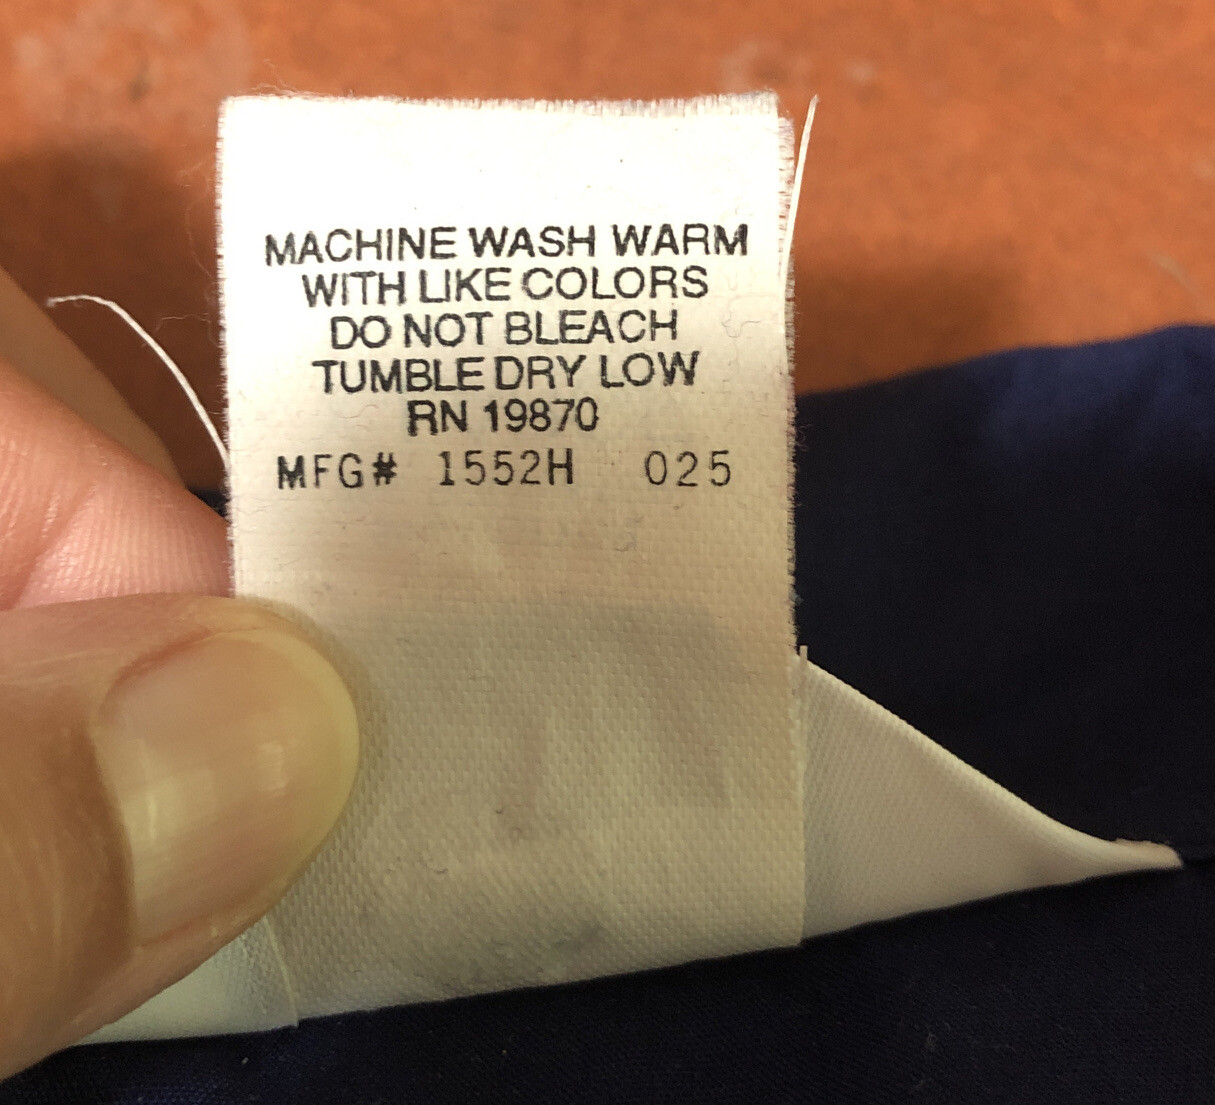 MACHINE WASH WARM
WITH LIKE COLORS
DO NOT BLEACH
TUMBLE DRY LOW
RN 19870
MFG# 1552H 025